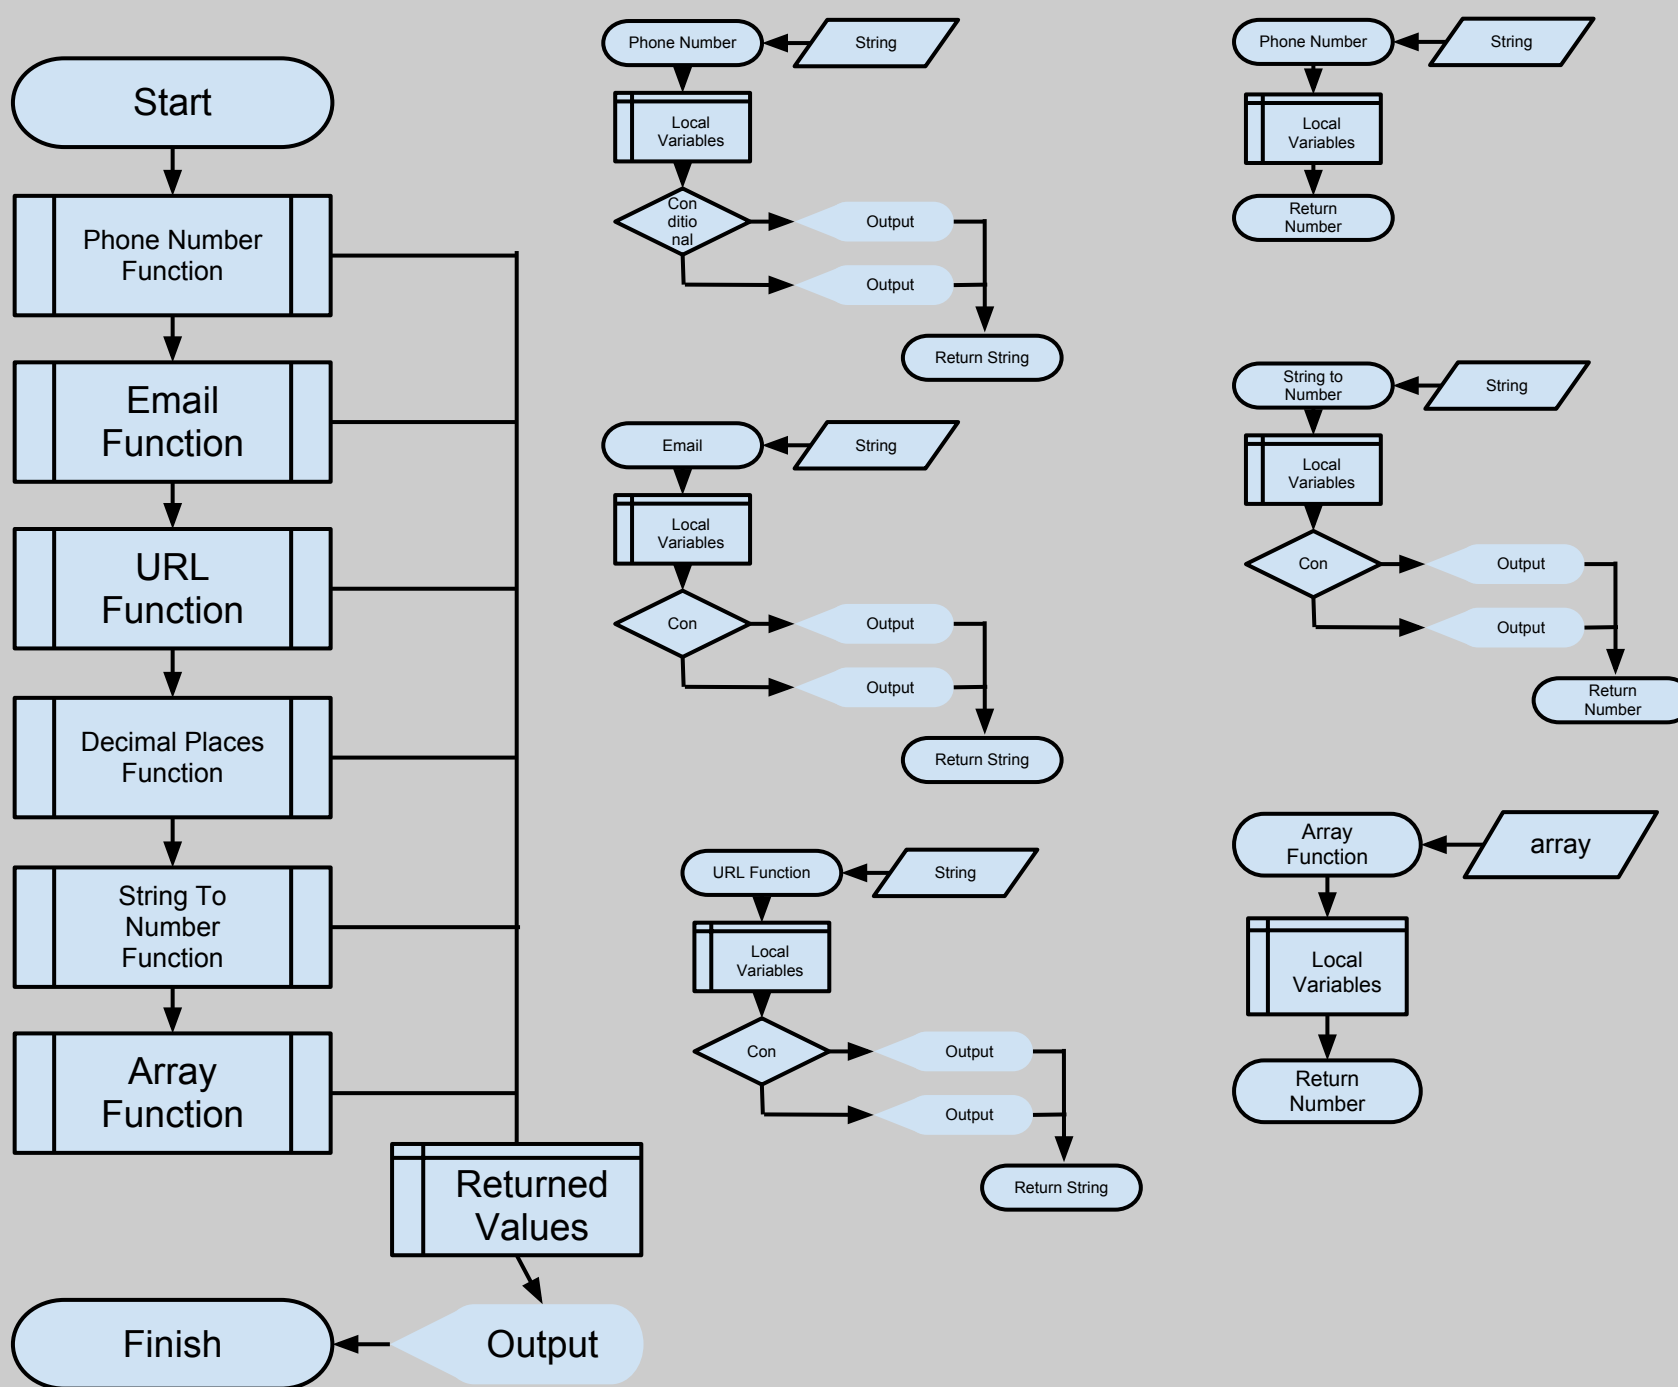 Start
Phone Number
Function
Email
Function
URL
Function
Decimal Places
Function
String To
Number
Function
Array
Function
Returned
Values
Output
Finish
Phone Number
String
Local
Variables
Con
ditio
nal
Output
Output
Return String
Email
String
Local
Variables
Con
Output
Output
Return String
URL Function
String
Local
Variables
Con
Output
Output
Return String
Phone Number
String
Local
Variables
Return
Number
String to
Number
String
Local
Variables
Con
Output
Output
Return
Number
Array
Function
array
Local
Variables
Return
Number